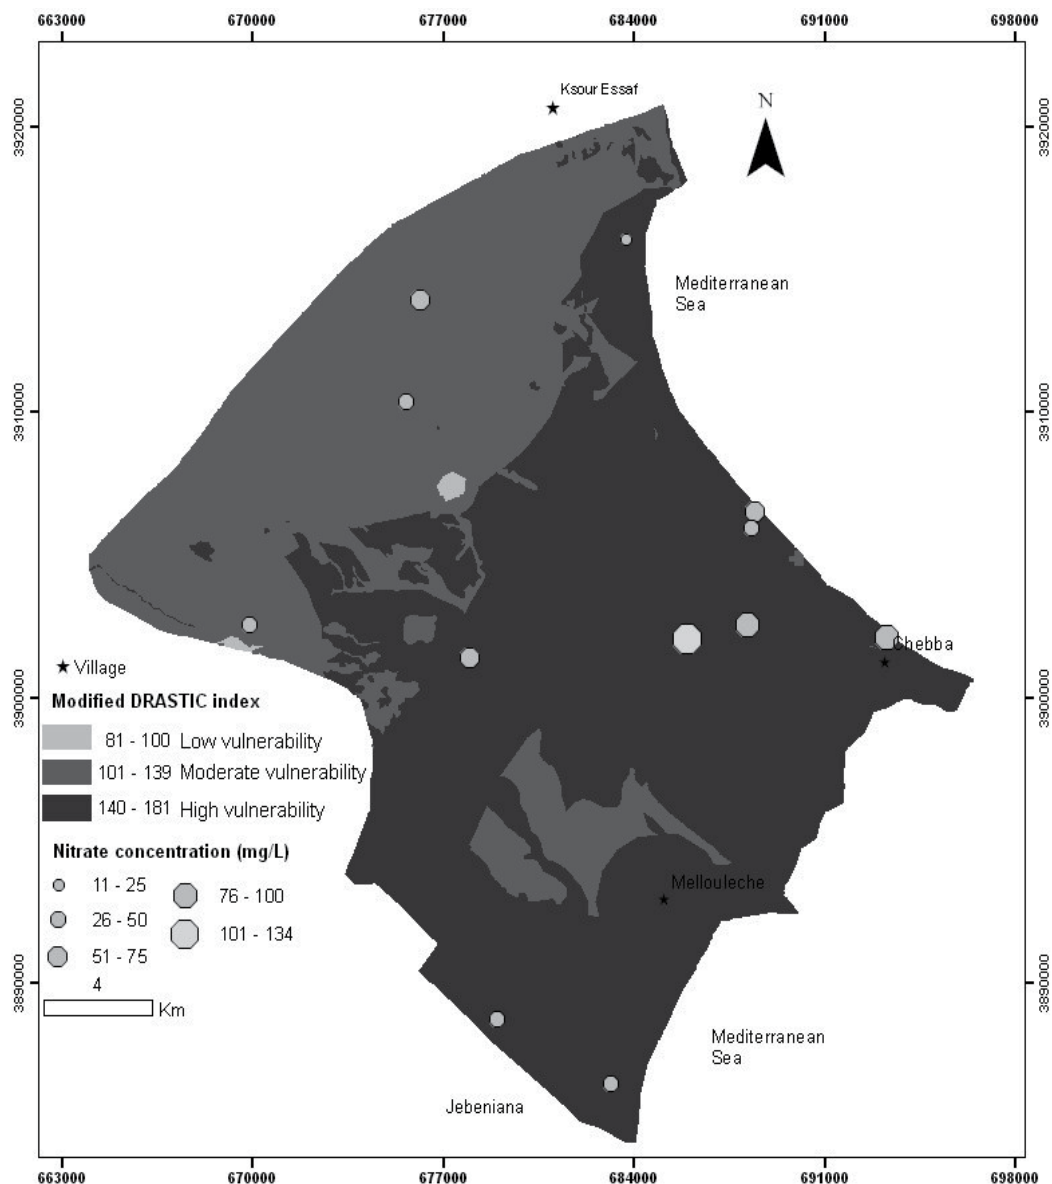 663000 670000 677000 684000 691000 698000
Ksour Essaf
N
3920000 3920000
Mediterranean
Sea
3910000 3910000
Chebba
Village
3900000 3900000
Modified DRASTIC index
81 - 100 Low vulnerability
101 - 139 Moderate vulnerability
140 - 181 High vulnerability
Nitrate concentration (mg/L)
11 - 25
26 - 50
51 - 75
76 - 100
101 - 134
Mellouleche
4
Km
3890000 3890000
Mediterranean
Sea
Jebeniana
663000 670000 677000 684000 691000 698000